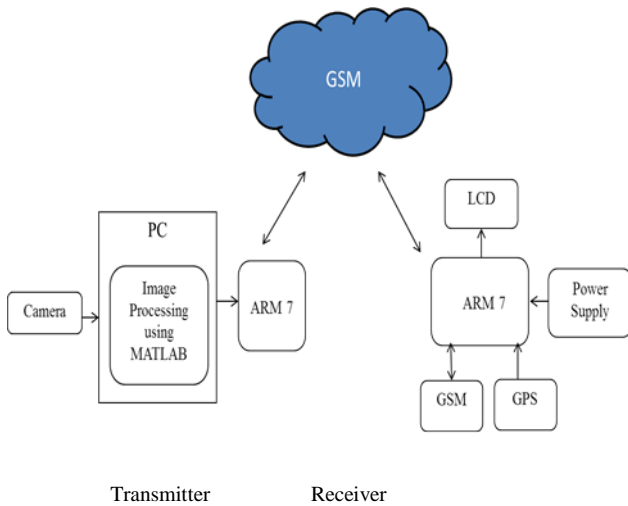 GSM
LCD
PC
Image
Processing
using
MATLAB
Camera
ARM 7
ARM 7
Power
Supply
GSM
GPS
Transmitter
Receiver